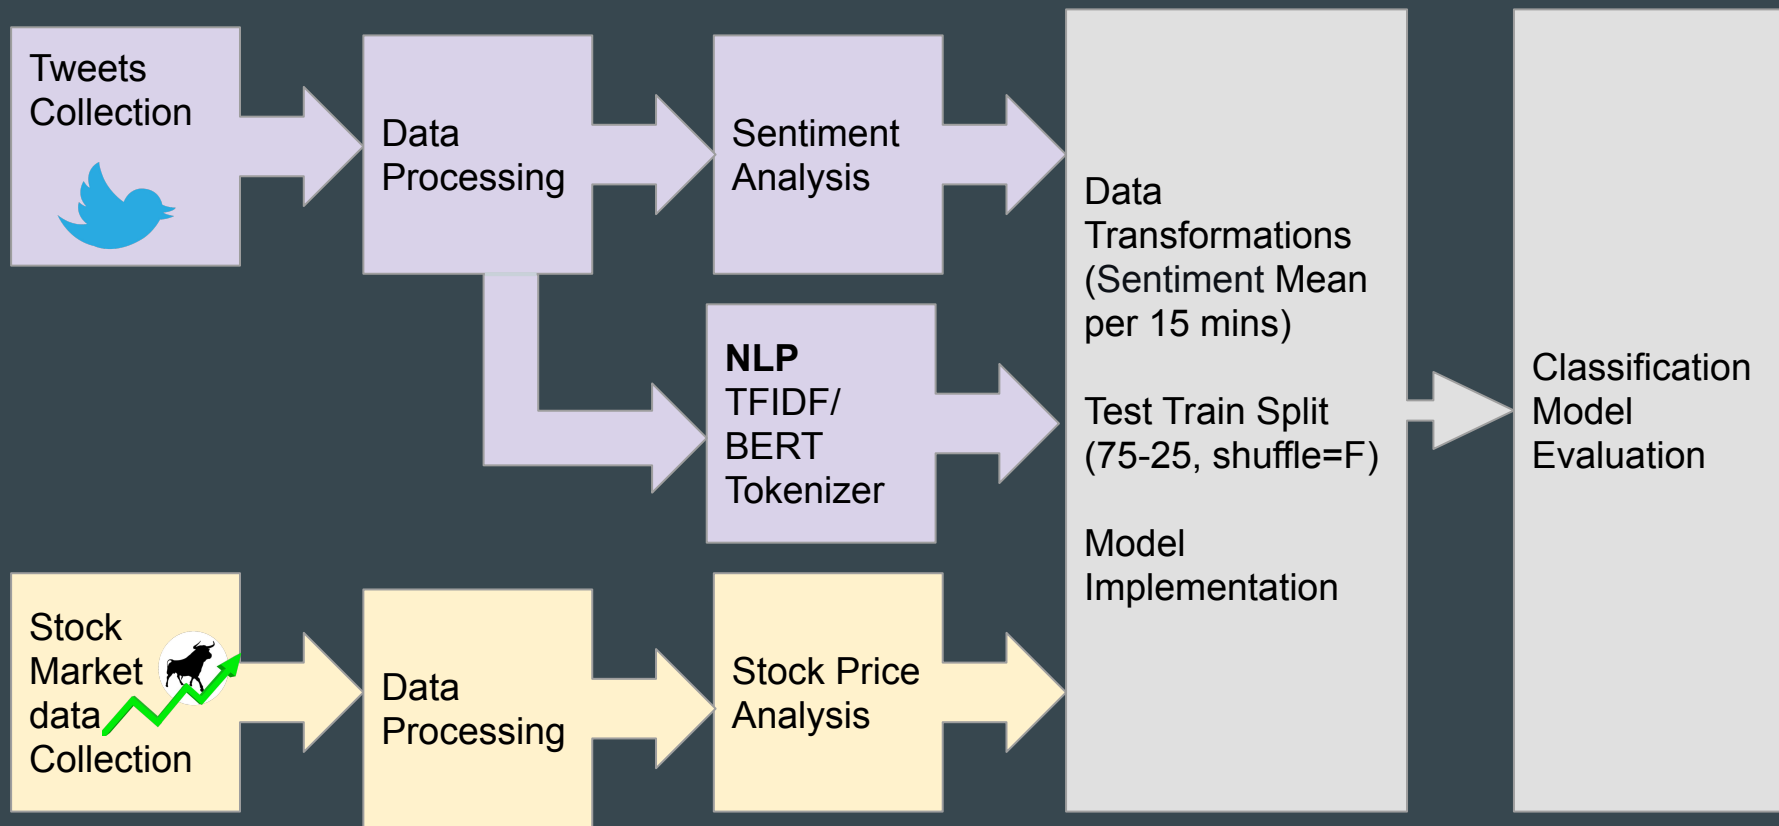 Tweets
Collection
Data
Processing
Sentiment
Analysis
NLP
TFIDF/
BERT
Tokenizer
Stock
Market
data
Collection
Data
Processing
Stock Price
Analysis
Data
Transformations
(Sentiment Mean
per 15 mins)
Test Train Split
(75-25, shuffle=F)
Model
Implementation
Classification
Model
Evaluation